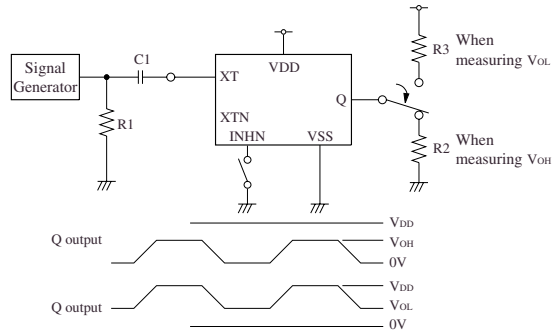 Signal
Generator
C1
R1
XT
VDD
XTN
INHN
VSS
Q
R3
When
measuring VOL
R2
When
measuring VOH
VDD
Q output
VOH
0V
VDD
Q output
VOL
0V